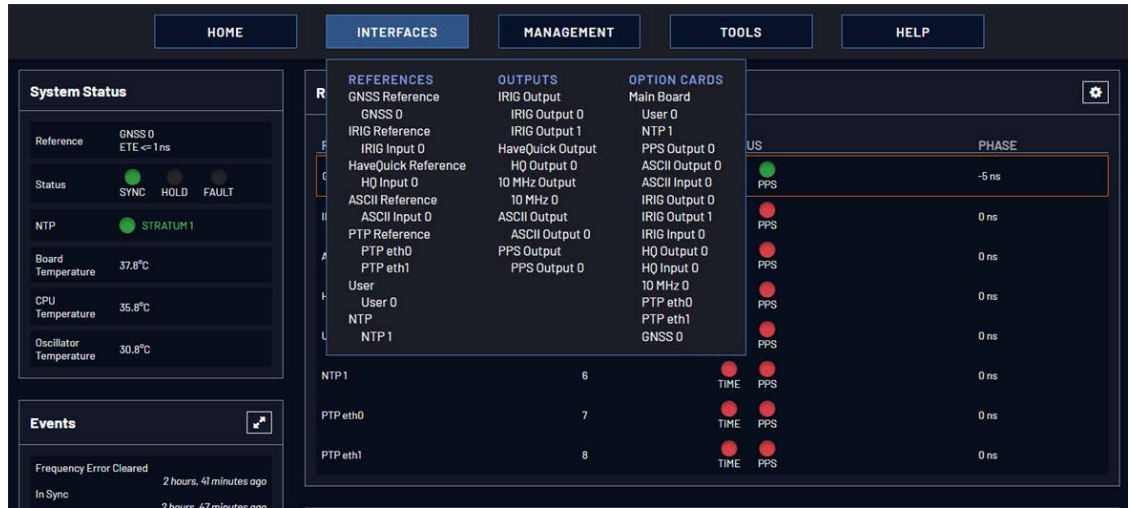 HOME
INTERFACES
MANAGEMENT
TOOLS
HELP
System Status
Reference
GNSS 0
ETE <= 1 ns
Status
SYNC HOLD FAULT
NTP
STRATUM 1
Board
Temperature
37.8°C
CPU
Temperature
35.8°C
Oscillator
Temperature
30.8°C
Events
Frequency Error Cleared
2 hours, 41 minutes ago
In Sync
2 hours, 47 minutes ago
REFERENCES
GNSS Reference
GNSS 0
IRIG Reference
IRIG Input 0
HaveQuick Reference
HQ Input 0
ASCII Reference
ASCII Input 0
PTP Reference
PTP eth0
PTP eth1
User
User 0
NTP
NTP 1
OUTPUTS
IRIG Output
IRIG Output 0
IRIG Output 1
HaveQuick Output
HQ Output 0
10 MHz Output
10 MHz 0
ASCII Output
ASCII Output 0
PPS Output
PPS Output 0
OPTION CARDS
Main Board
User 0
NTP 1
PPS Output 0
ASCII Output 0
ASCII Input 0
IRIG Output 0
IRIG Output 1
IRIG Input 0
HQ Output 0
HQ Input 0
10 MHz 0
PTP eth0
PTP eth1
GNSS 0
PHASE
PPS -5 ns
PPS 0 ns
PPS 0 ns
PPS 0 ns
PPS 0 ns
NTP 1 6 TIME PPS 0 ns
PTP eth0 7 TIME PPS 0 ns
PTP eth1 8 TIME PPS 0 ns